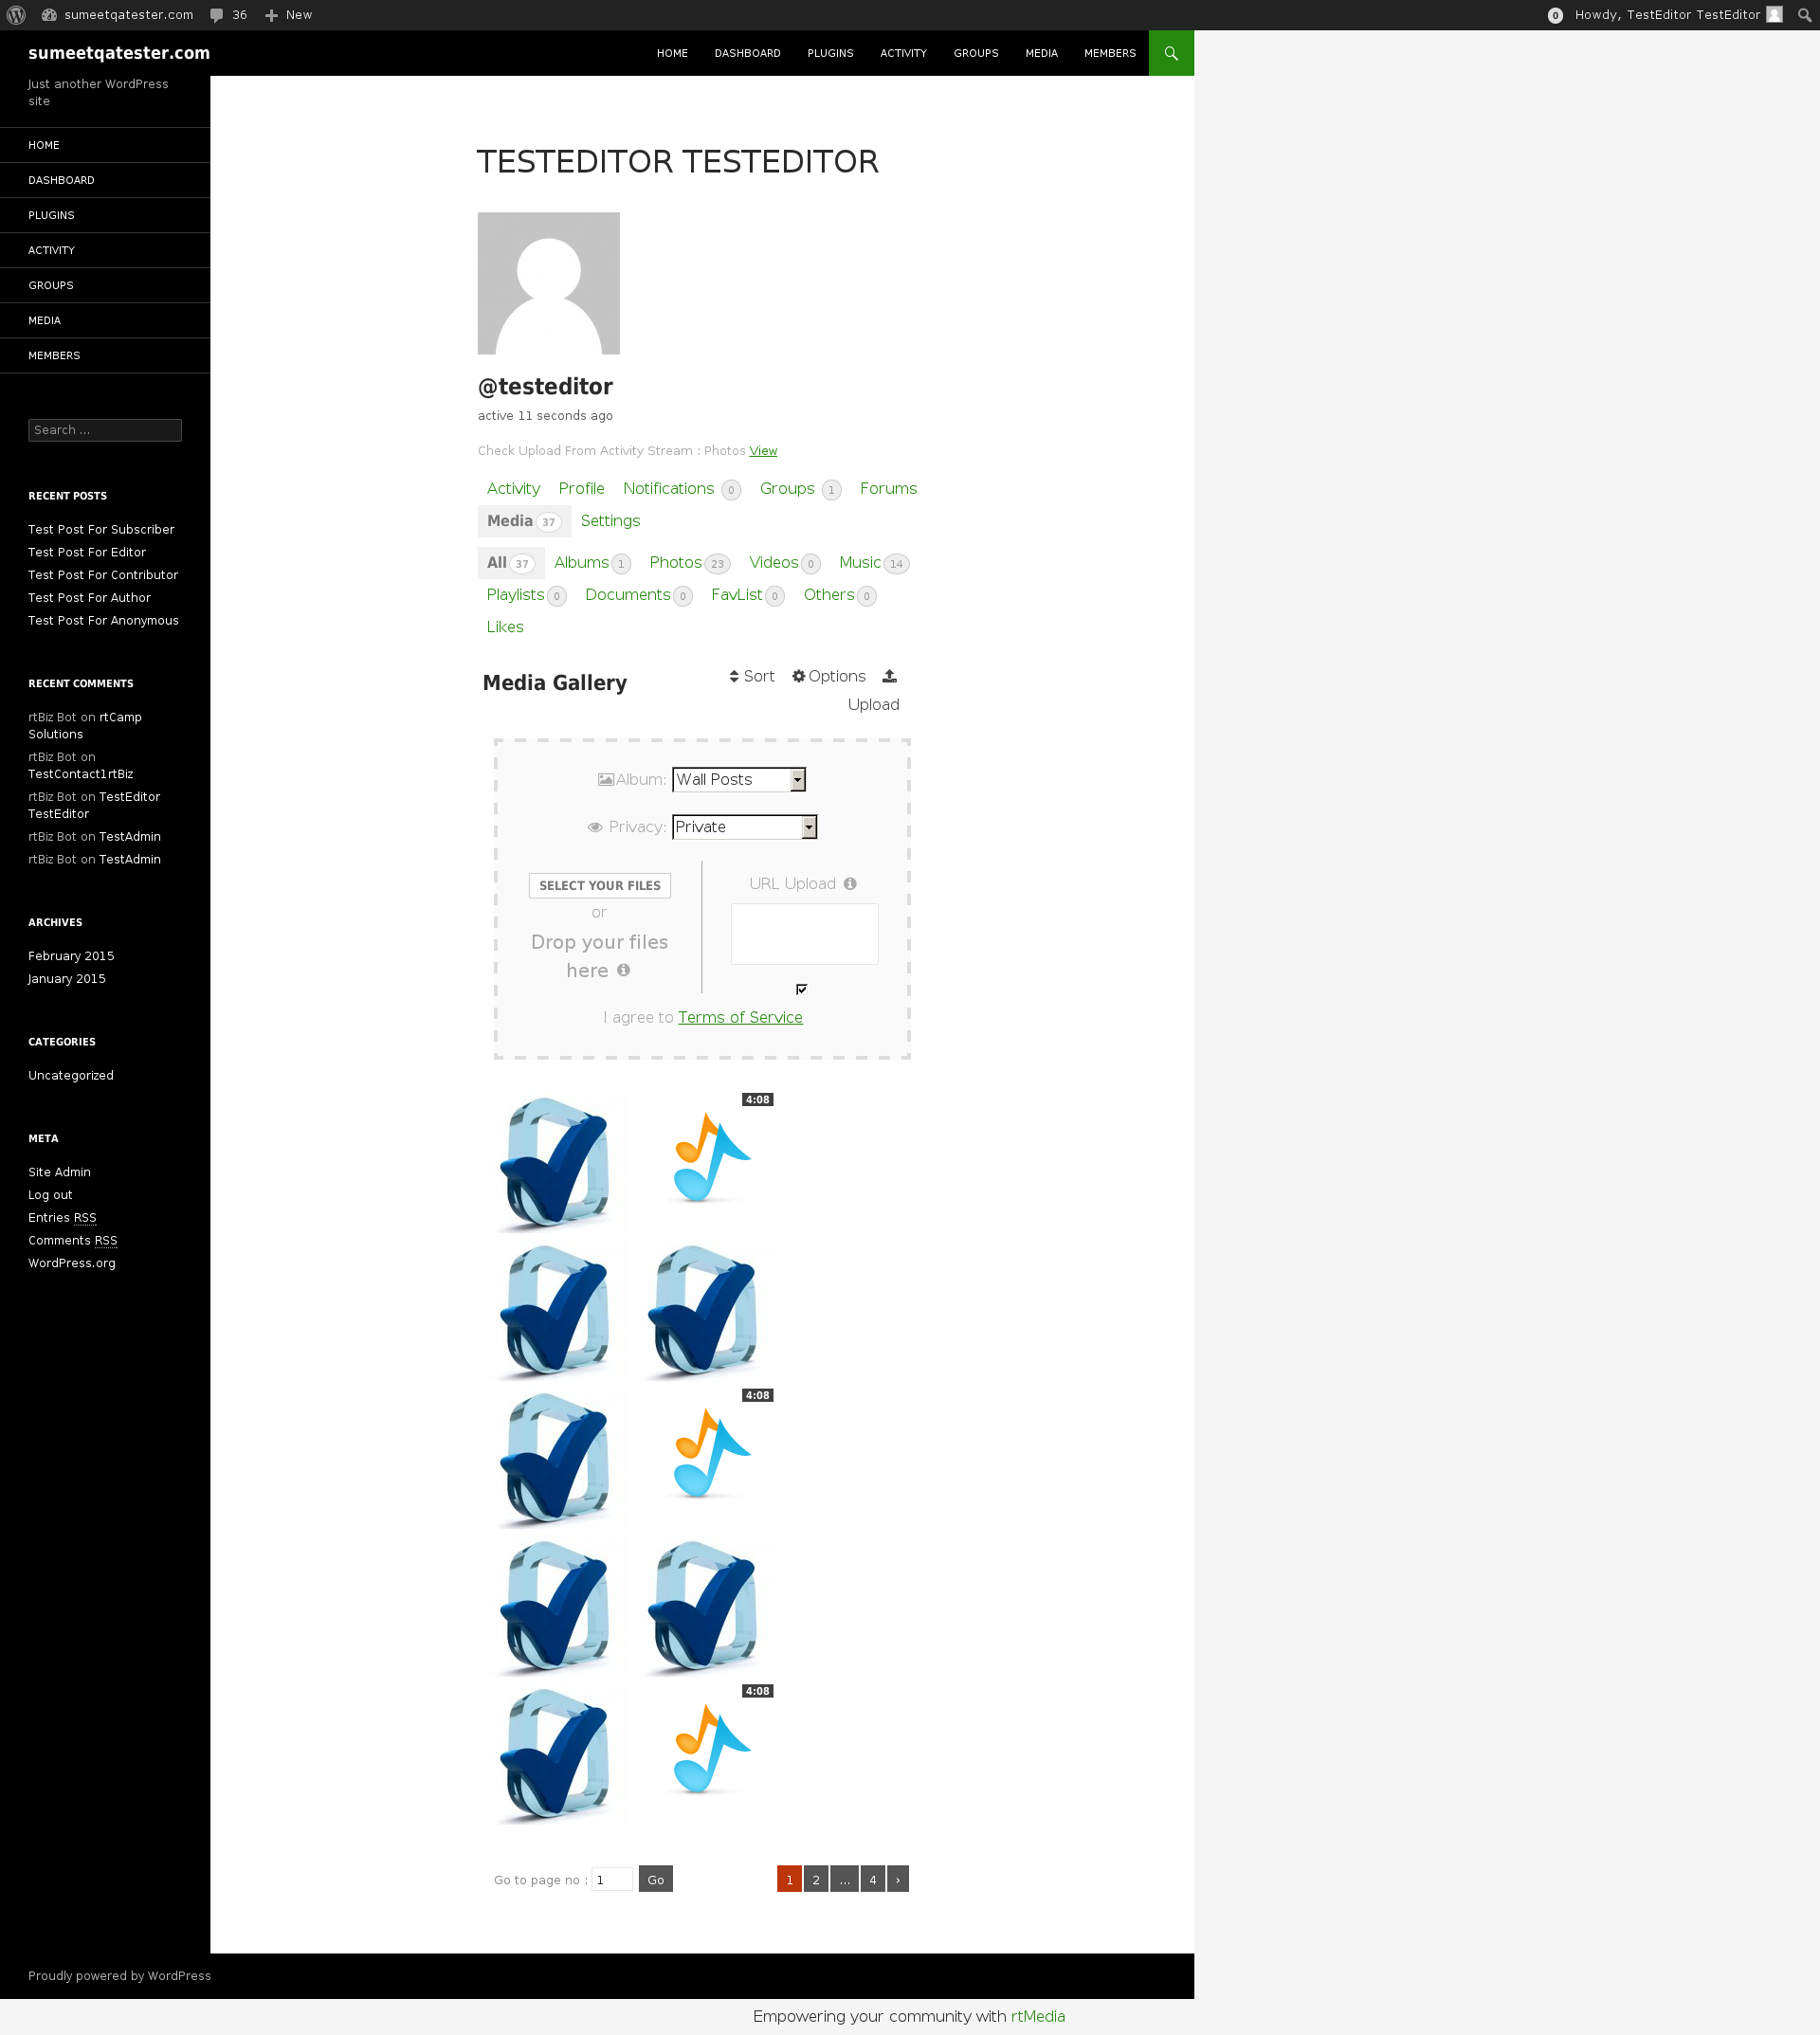 sumeetqatester.com 36 New 0 Howdy, TestEditor TestEditor
sumeetqatester.com
HOME DASHBOARD PLUGINS ACTIVITY GROUPS MEDIA MEMBERS
Just another WordPress
site
HOME
DASHBOARD
PLUGINS
ACTIVITY
GROUPS
MEDIA
MEMBERS
Search ...
RECENT POSTS
Test Post For Subscriber
Test Post For Editor
Test Post For Contributor
Test Post For Author
Test Post For Anonymous
RECENT COMMENTS
rtBiz Bot on rtCamp
Solutions
rtBiz Bot on
TestContact1rtBiz
rtBiz Bot on TestEditor
TestEditor
rtBiz Bot on TestAdmin
rtBiz Bot on TestAdmin
ARCHIVES
February 2015
January 2015
CATEGORIES
Uncategorized
META
Site Admin
Log out
Entries RSS
Comments RSS
WordPress.org
TESTEDITOR TESTEDITOR
@testeditor
active 11 seconds ago
Check Upload From Activity Stream : Photos View
Activity Profile Notifications 0 Groups 1 Forums
Media 37 Settings
All 37 Albums 1 Photos 23 Videos 0 Music 14
Playlists 0 Documents 0 FavList 0 Others 0
Likes
Media Gallery
Sort Options
Upload
Album: Wall Posts
Privacy: Private
SELECT YOUR FILES
or
Drop your files
here
URL Upload
I agree to Terms of Service
4:08
4:08
4:08
Go to page no : 1 Go 1 2 ... 4 ›
Proudly powered by WordPress
Empowering your community with rtMedia